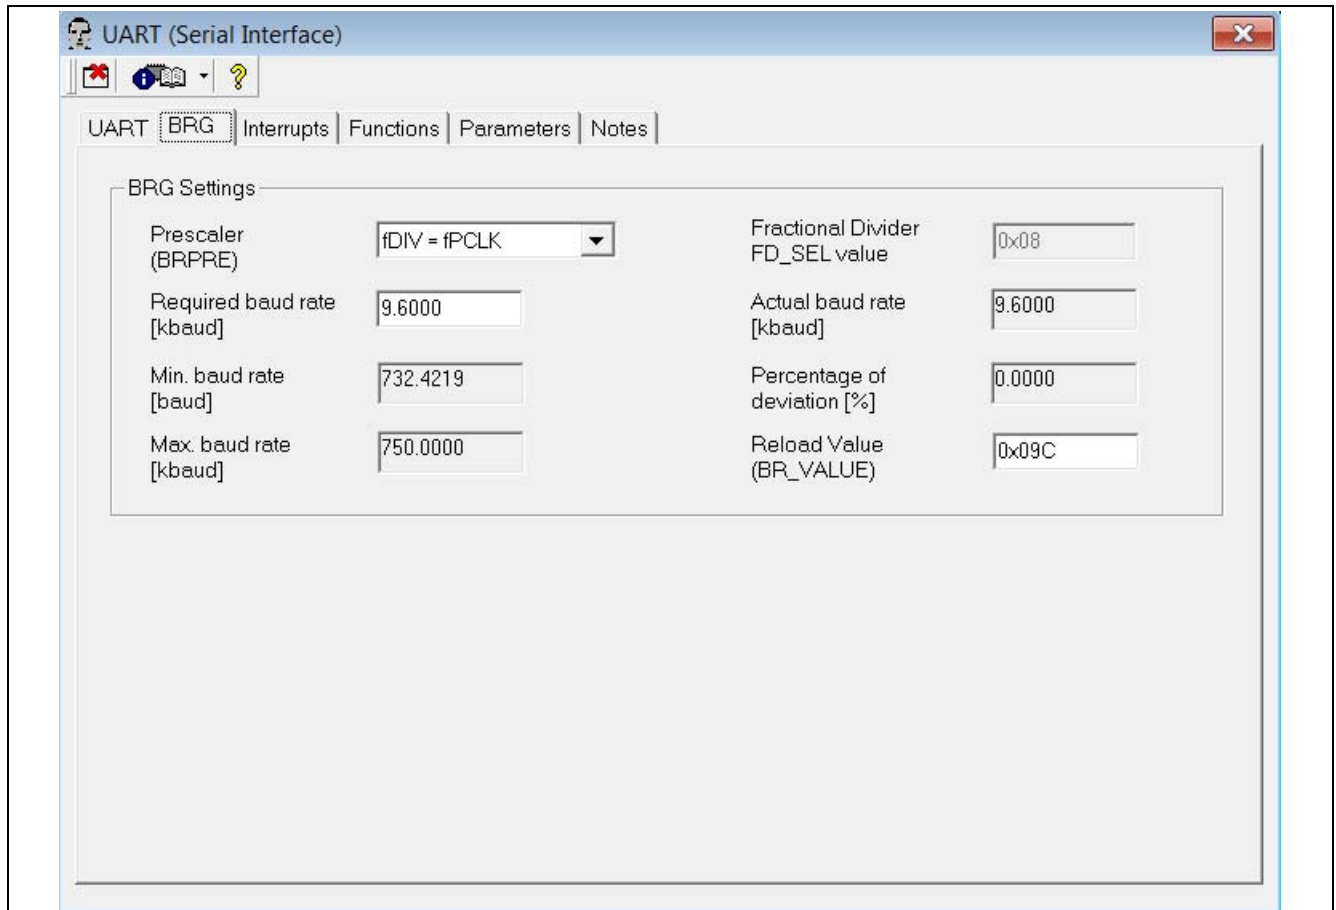 UART (Serial Interface)
UART BRG Interrupts Functions Parameters Notes
BRG Settings
Prescaler
(BRPRE)
fDIV = fPCLK
Fractional Divider
FD_SEL value
0x08
Required baud rate
[kbaud]
9.6000
Actual baud rate
[kbaud]
9.6000
Min. baud rate
[baud]
732.4219
Percentage of
deviation [%]
0.0000
Max. baud rate
[kbaud]
750.0000
Reload Value
(BR_VALUE)
0x09C